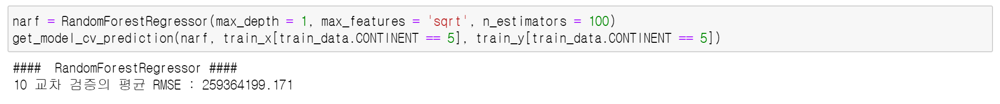 narf = RandomForestRegressor(max_depth = 1, max_features = 'sqrt', n_estimators = 100)
get_model_cv_prediction(narf, train_x[train_data.CONTINENT == 5], train_y[train_data.CONTINENT == 5])
####  RandomForestRegressor ####
10 교차 검증의 평균 RMSE : 259364199.171